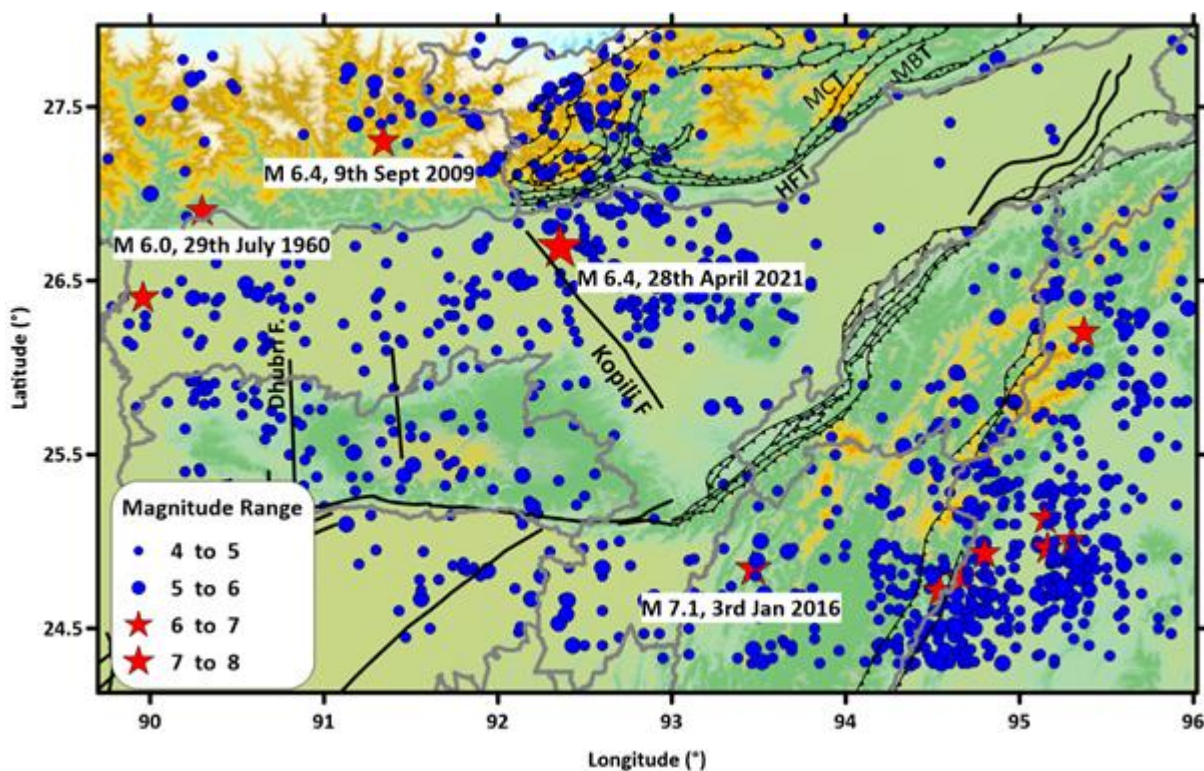 MCT
MBT
HFT
27.5
M 6.4, 9th Sept 2009
M 6.0, 29th July 1960
M 6.4, 28th April 2021
26.5
Latitude (°)
Dhubri F.
Kopili F
25.5
Magnitude Range
4 to 5
5 to 6
6 to 7
7 to 8
M 7.1, 3rd Jan 2016
24.5
90 91 92 93 94 95 96
Longitude (°)